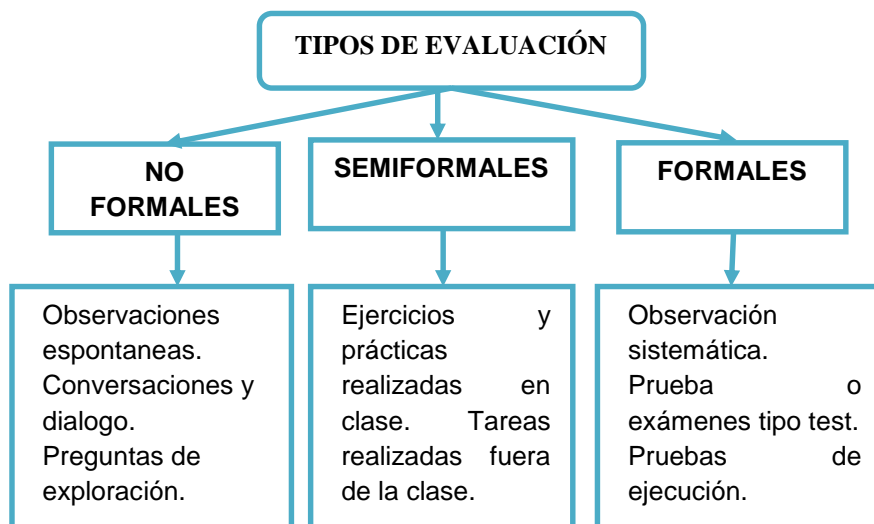 TIPOS DE EVALUACIÓN
NO
FORMALES
SEMIFORMALES
FORMALES
Observaciones
espontaneas.
Conversaciones y
dialogo.
Preguntas de
exploración.
Ejercicios y
prácticas
realizadas en
clase. Tareas
realizadas fuera
de la clase.
Observación
sistemática.
Prueba o
exámenes tipo test.
Pruebas de
ejecución.